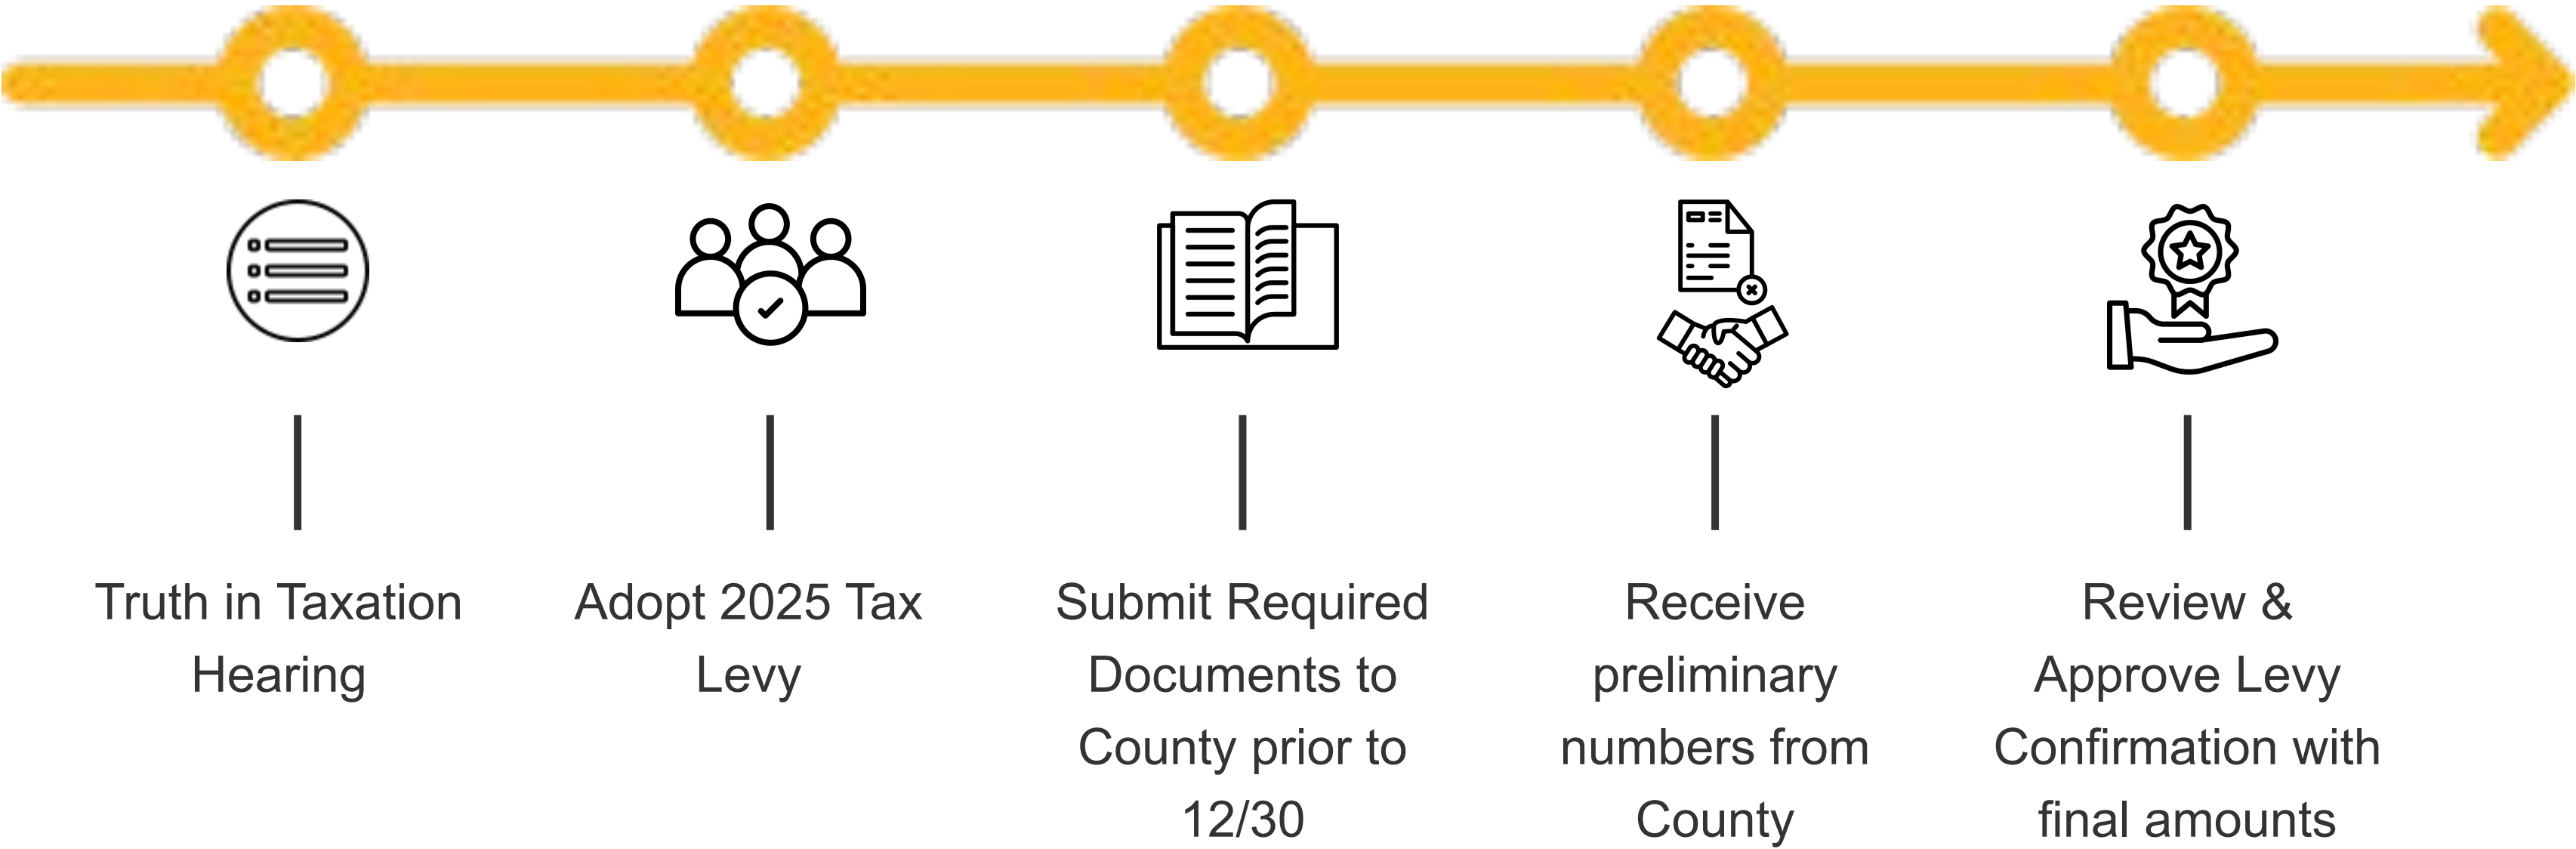 Truth in Taxation
Hearing
Adopt 2025 Tax
Levy
Submit Required
Documents to
County prior to
12/30
Receive
preliminary
numbers from
County
Review &
Approve Levy
Confirmation with
final amounts